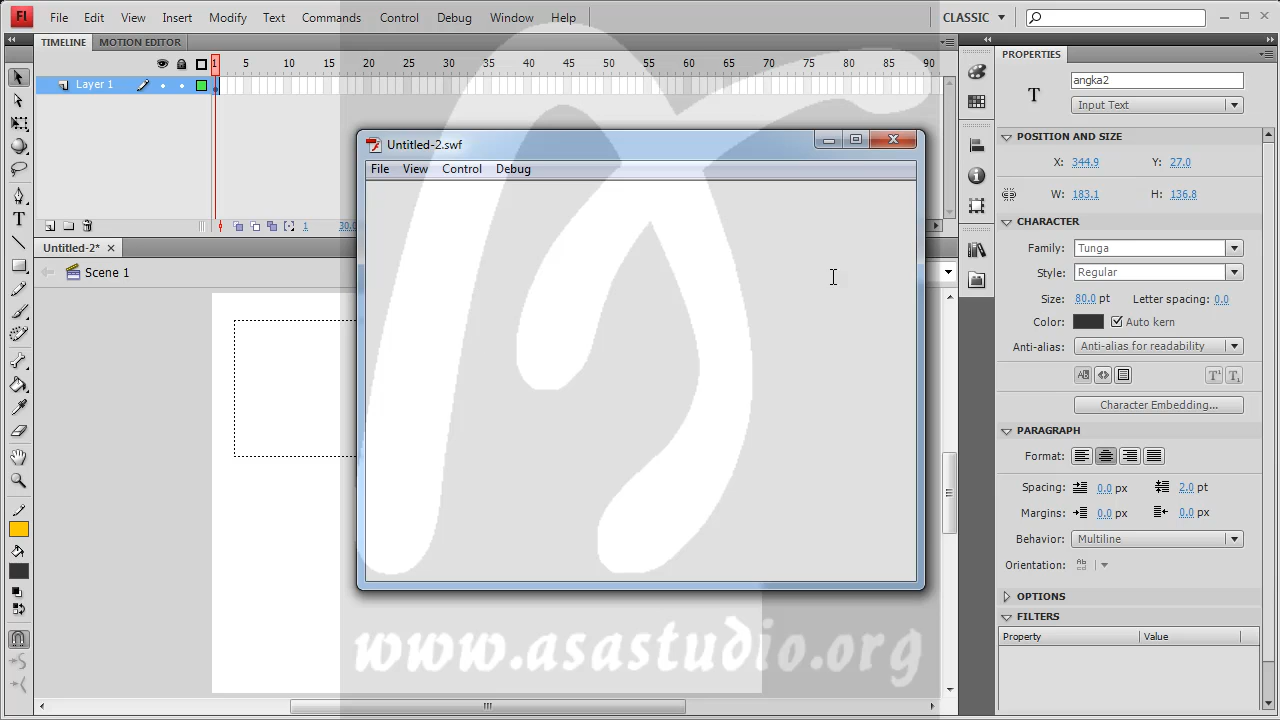 Fl File Edit View Insert Modify Text Commands Control Debug Window Help CLASSIC
TIMELINE MOTION EDITOR
1 5 10 15 20 25 30 35 40 45 50 55 60 65 70 75 80 85 90
Layer 1
1 30.0
Untitled-2*
Scene 1
Untitled-2.swf
File View Control Debug
www.asastudio.org
PROPERTIES
T angka2
Input Text
POSITION AND SIZE
X: 344.9 Y: 27.0
W: 183.1 H: 136.8
CHARACTER
Family: Tunga
Style: Regular
Size: 80.0 pt Letter spacing: 0.0
Color: Auto kern
Anti-alias: Anti-alias for readability
Character Embedding...
PARAGRAPH
Format:
Spacing: 0.0 px 2.0 pt
Margins: 0.0 px 0.0 px
Behavior: Multiline
Orientation:
OPTIONS
FILTERS
Property Value